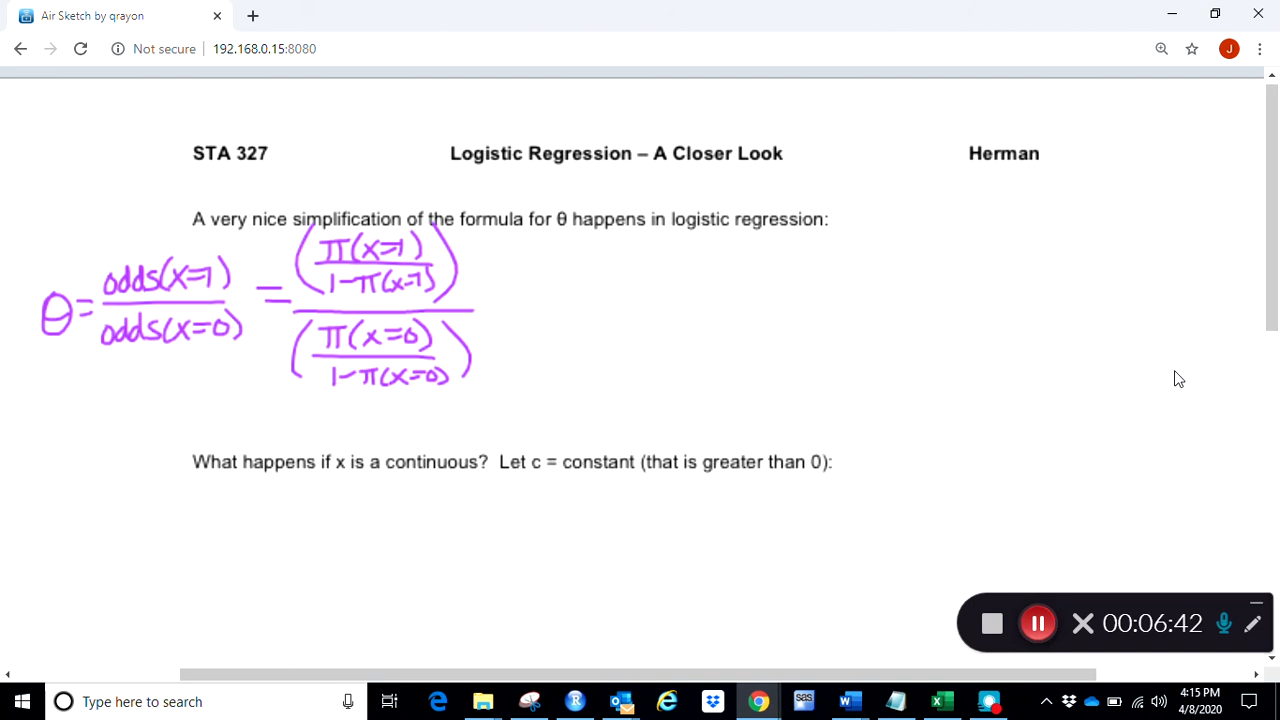 Air Sketch by qrayon
Not secure 192.168.0.15:8080
J
STA 327 Logistic Regression – A Closer Look Herman
A very nice simplification of the formula for θ happens in logistic regression:
θ = odds(x=1) / odds(x=0) = (π(x=1) / 1-π(x=1)) / (π(x=0) / 1-π(x=0))
What happens if x is a continuous? Let c = constant (that is greater than 0):
00:06:42
Type here to search
sas
4:15 PM
4/8/2020